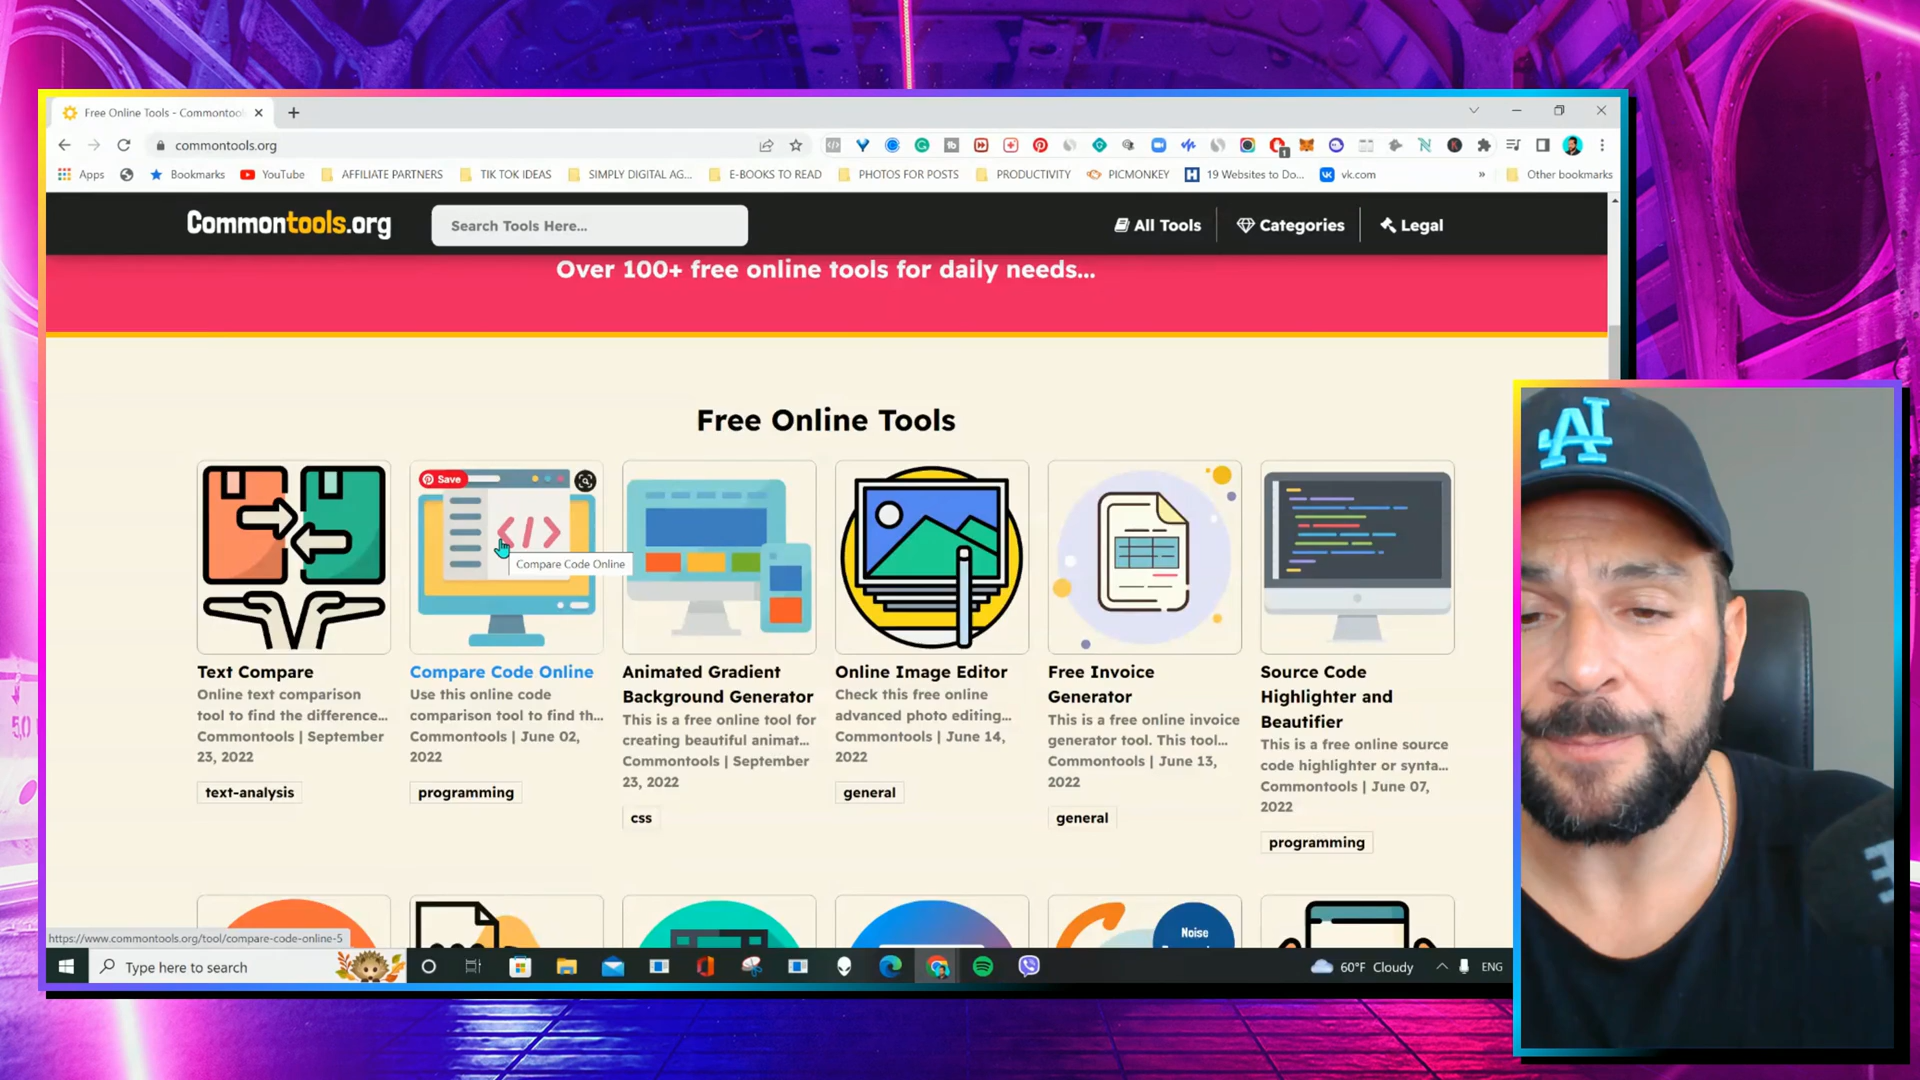 Free Online Tools - Commontoo
commontools.org
Apps
Bookmarks
YouTube
AFFILIATE PARTNERS
TIK TOK IDEAS
SIMPLY DIGITAL AG...
E-BOOKS TO READ
PHOTOS FOR POSTS
PRODUCTIVITY
PICMONKEY
19 Websites to Do...
vk.com
»
Other bookmarks
Commontools.org
Search Tools Here...
All Tools
Categories
Legal
Over 100+ free online tools for daily needs...
Free Online Tools
Save
Compare Code Online
Text Compare
Online text comparison
tool to find the difference...
Commontools | September
23, 2022
text-analysis
Compare Code Online
Use this online code
comparison tool to find th...
Commontools | June 02,
2022
programming
Animated Gradient
Background Generator
This is a free online tool for
creating beautiful animat...
Commontools | September
23, 2022
css
Online Image Editor
Check this free online
advanced photo editing...
Commontools | June 14,
2022
general
Free Invoice
Generator
This is a free online invoice
generator tool. This tool...
Commontools | June 13,
2022
general
Source Code
Highlighter and
Beautifier
This is a free online source
code highlighter or synta...
Commontools | June 07,
2022
programming
Noise
https://www.commontools.org/tool/compare-code-online-5
Type here to search
60°F Cloudy
ENG